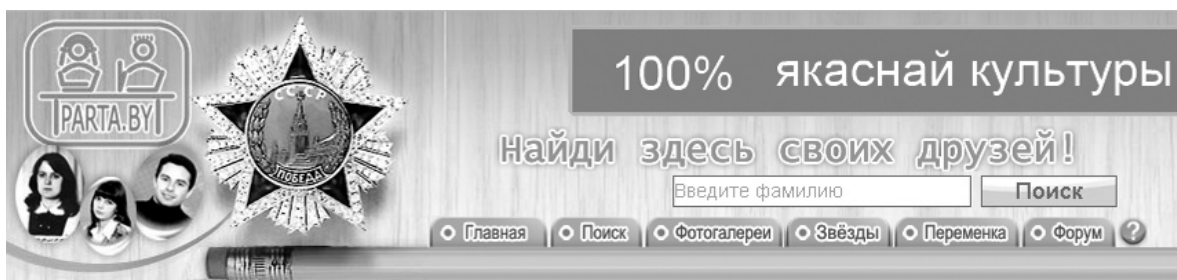 PARTA.BY
СССР
ПОБЕДА
100% якаснай культуры
Найди здесь своих друзей!
Введите фамилию
Поиск
Главная
Поиск
Фотогалереи
Звёзды
Переменка
Форум
?